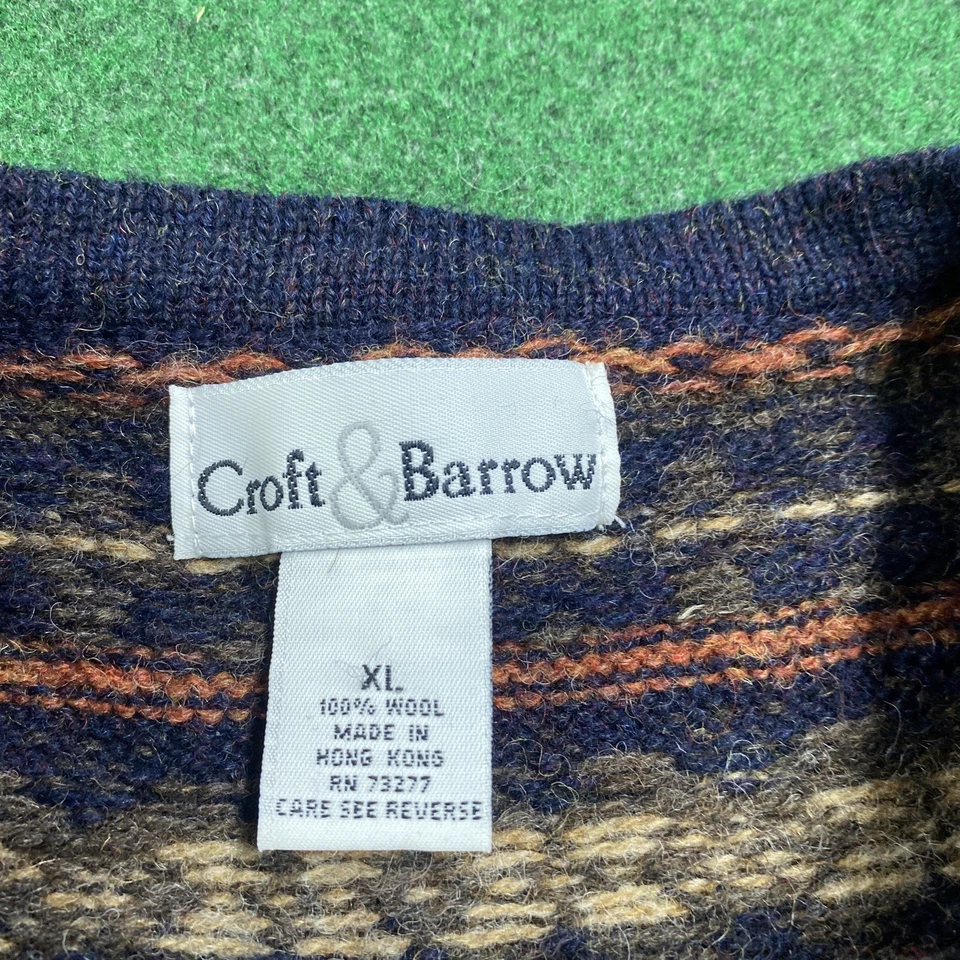 Croft & Barrow
XL
100% WOOL
MADE IN
HONG KONG
RN 73277
CARE SEE REVERSE